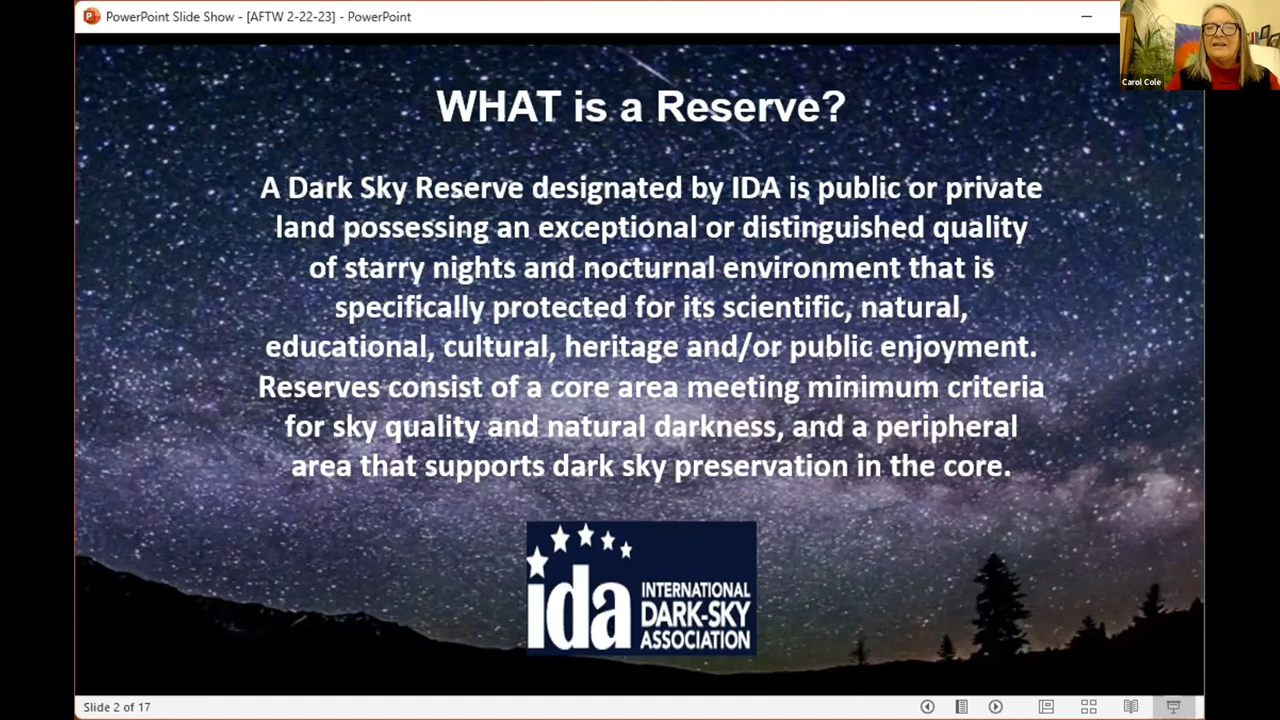 PowerPoint Slide Show - [AFTW 2-22-23] - PowerPoint
Carol Cole
WHAT is a Reserve?
A Dark Sky Reserve designated by IDA is public or private
land possessing an exceptional or distinguished quality
of starry nights and nocturnal environment that is
specifically protected for its scientific, natural,
educational, cultural, heritage and/or public enjoyment.
Reserves consist of a core area meeting minimum criteria
for sky quality and natural darkness, and a peripheral
area that supports dark sky preservation in the core.
ida
INTERNATIONAL
DARK-SKY
ASSOCIATION
Slide 2 of 17